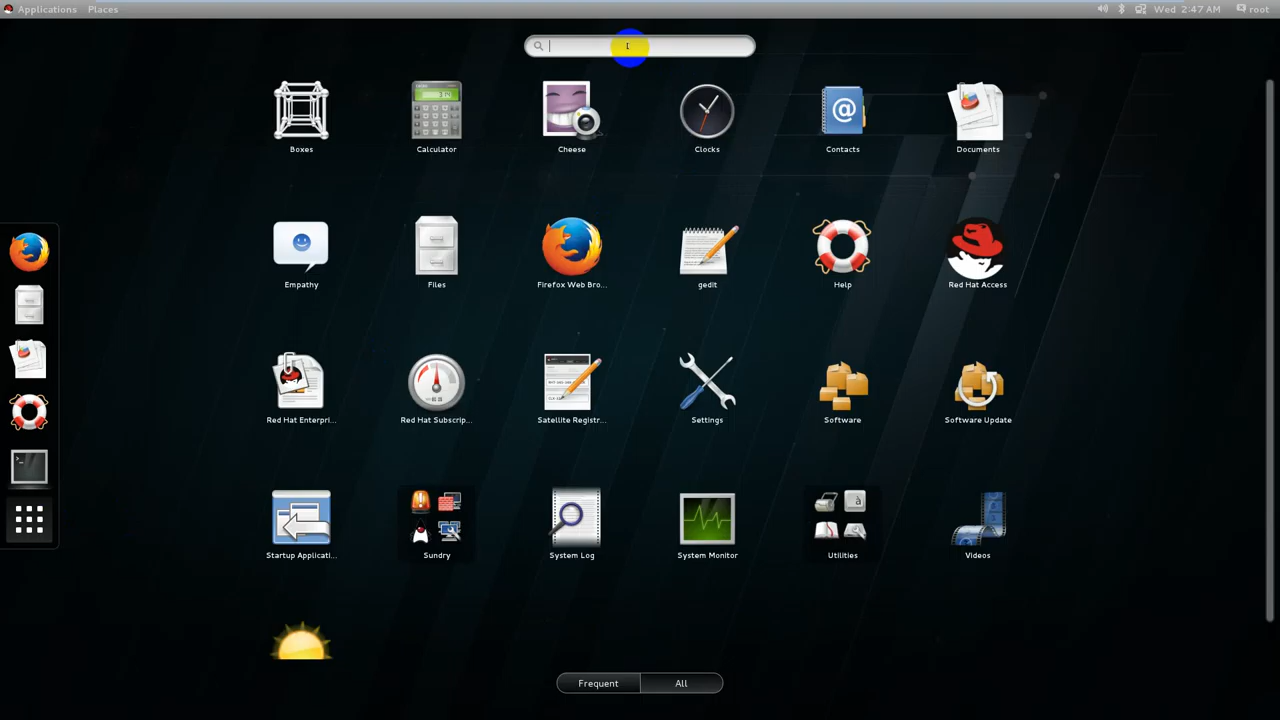 Applications Places Wed 2:47 AM root
Boxes Calculator Cheese Clocks Contacts Documents
Empathy Files Firefox Web Bro... gedit Help Red Hat Access
Red Hat Enterpri... Red Hat Subscrip... Satellite Registr... Settings Software Software Update
Startup Applicati... Sundry System Log System Monitor Utilities Videos
Frequent All